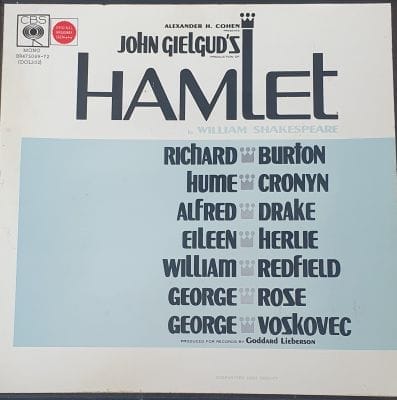 CBS
MONO
ALEXANDER H. COHEN
PRESENTS
JOHN GIELGUD'S
PRODUCTION OF
HAMLET
by WILLIAM SHAKESPEARE
RICHARD BURTON
HUME CRONYN
ALFRED DRAKE
EILEEN HERLIE
WILLIAM REDFIELD
GEORGE ROSE
GEORGE VOSKOVEC
PRODUCED FOR RECORDS BY Goddard Lieberson